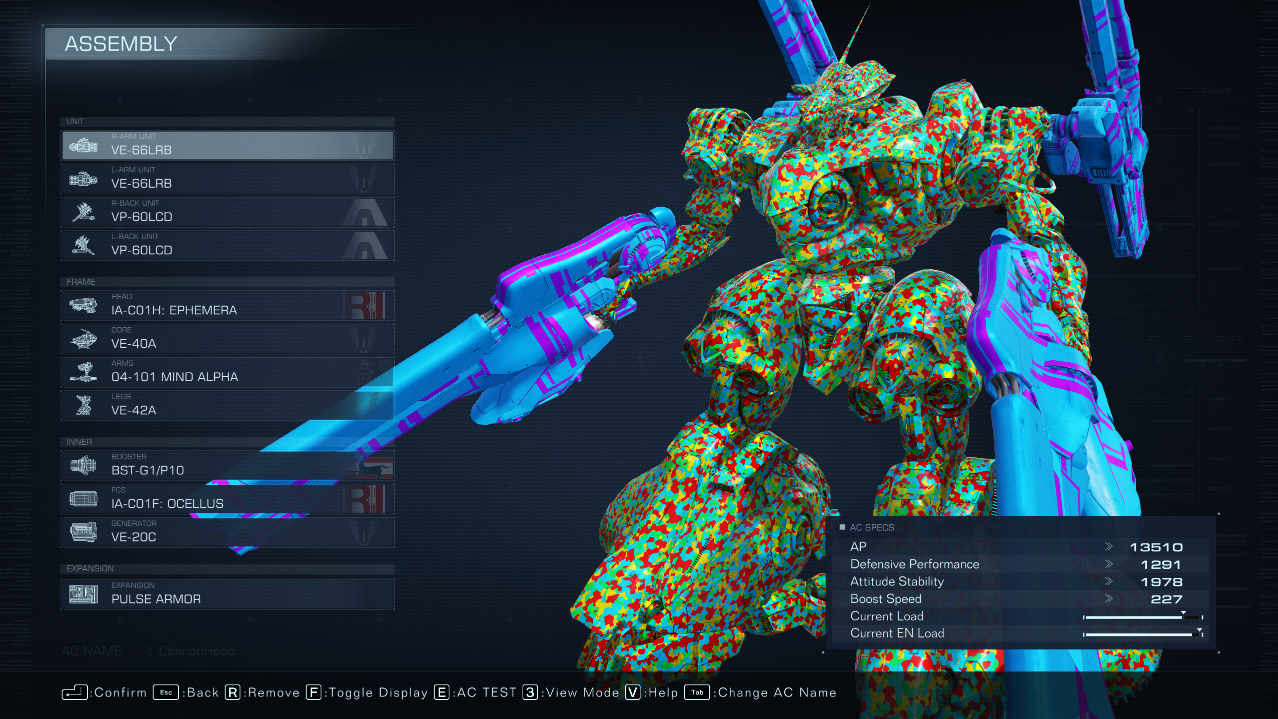 ASSEMBLY
UNIT
R-ARM UNIT
VE-66LRB
L-ARM UNIT
VE-66LRB
R-BACK UNIT
VP-60LCD
L-BACK UNIT
VP-60LCD
FRAME
HEAD
IA-C01H: EPHEMERA
CORE
VE-40A
ARMS
04-101 MIND ALPHA
LEGS
VE-42A
INNER
BOOSTER
BST-G1/P10
FCS
IA-C01F: OCELLUS
GENERATOR
VE-20C
EXPANSION
EXPANSION
PULSE ARMOR
AC NAME : CannonHead
AC SPECS
AP 13510
Defensive Performance 1291
Attitude Stability 1978
Boost Speed 227
Current Load
Current EN Load
:Confirm Esc :Back R :Remove F :Toggle Display E :AC TEST 3 :View Mode V :Help Tab :Change AC Name